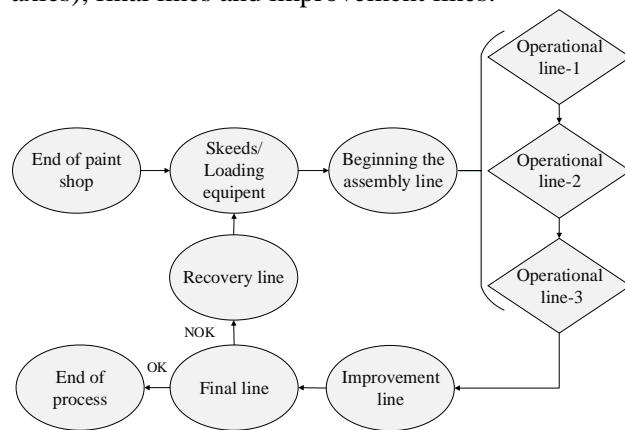 axles), final lines and improvement lines.
Operational
line-1
End of paint
shop
Skeeds/
Loading
equipent
Beginning the
assembly line
Operational
line-2
Recovery line
Operational
line-3
NOK
OK
End of
process
Final line
Improvement
line